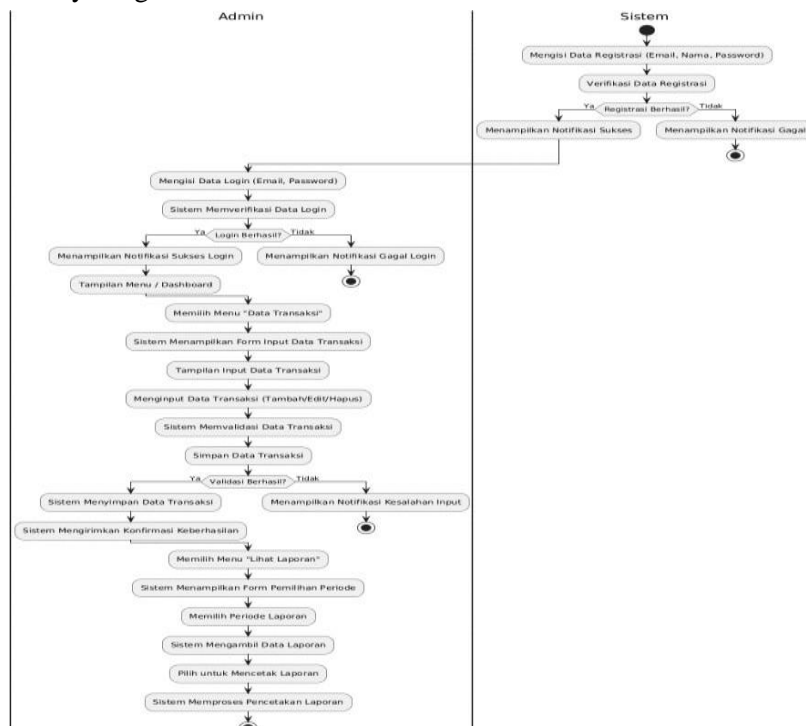 Admin
Sistem
Mengisi Data Registrasi (Email, Nama, Password)
Verifikasi Data Registrasi
Ya
Registrasi Berhasil?
Tidak
Menampilkan Notifikasi Sukses
Menampilkan Notifikasi Gagal
Mengisi Data Login (Email, Password)
Sistem Memverifikasi Data Login
Ya
Login Berhasil?
Tidak
Menampilkan Notifikasi Sukses Login
Menampilkan Notifikasi Gagal Login
Tampilan Menu / Dashboard
Memilih Menu "Data Transaksi"
Sistem Menampilkan Form Input Data Transaksi
Tampilan Input Data Transaksi
Menginput Data Transaksi (Tambah/Edit/Hapus)
Sistem Memvalidasi Data Transaksi
Simpan Data Transaksi
Ya
Validasi Berhasil?
Tidak
Sistem Menyimpan Data Transaksi
Menampilkan Notifikasi Kesalahan Input
Sistem Mengirimkan Konfirmasi Keberhasilan
Memilih Menu "Lihat Laporan"
Sistem Menampilkan Form Pemilihan Periode
Memilih Periode Laporan
Sistem Mengambil Data Laporan
Pilih untuk Mencetak Laporan
Sistem Memproses Pencetakan Laporan